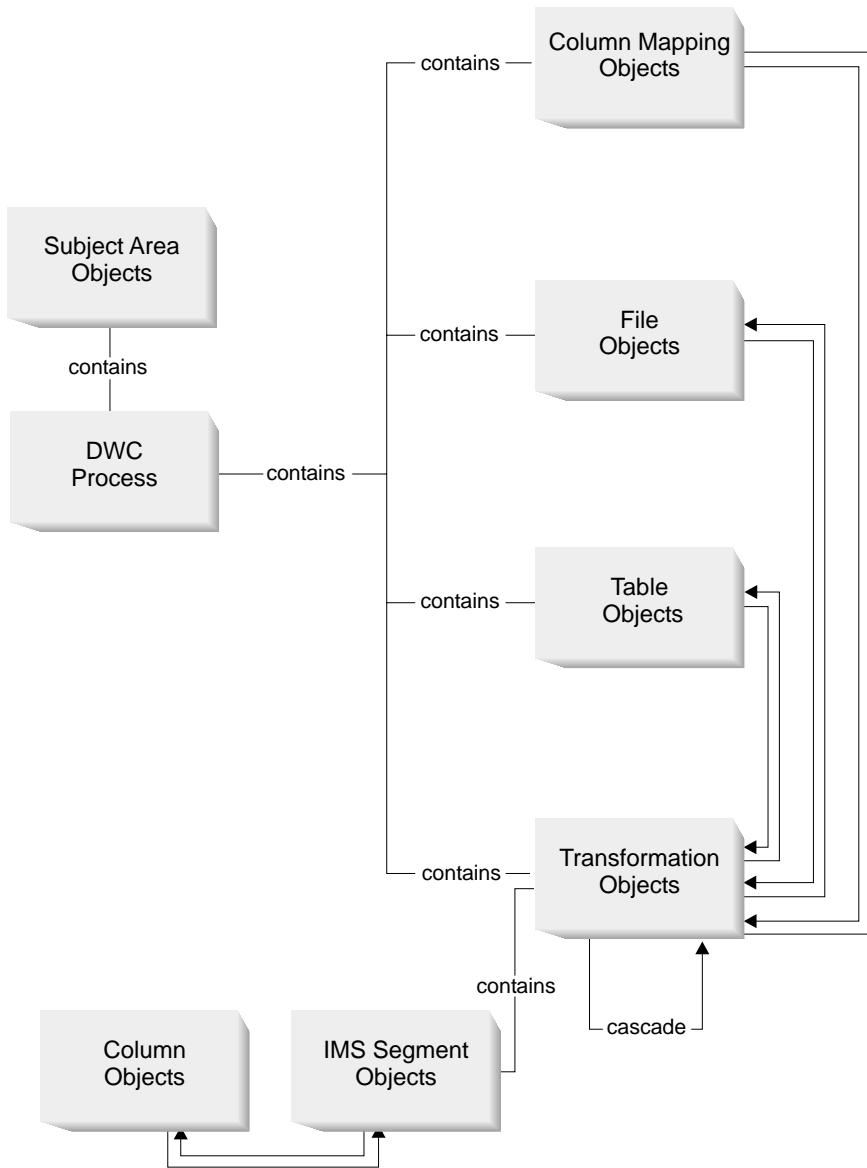 Column Mapping
Objects
contains
Subject Area
Objects
File
Objects
contains
contains
DWC
Process
contains
Table
Objects
contains
Transformation
Objects
contains
contains
cascade
Column
Objects
IMS Segment
Objects